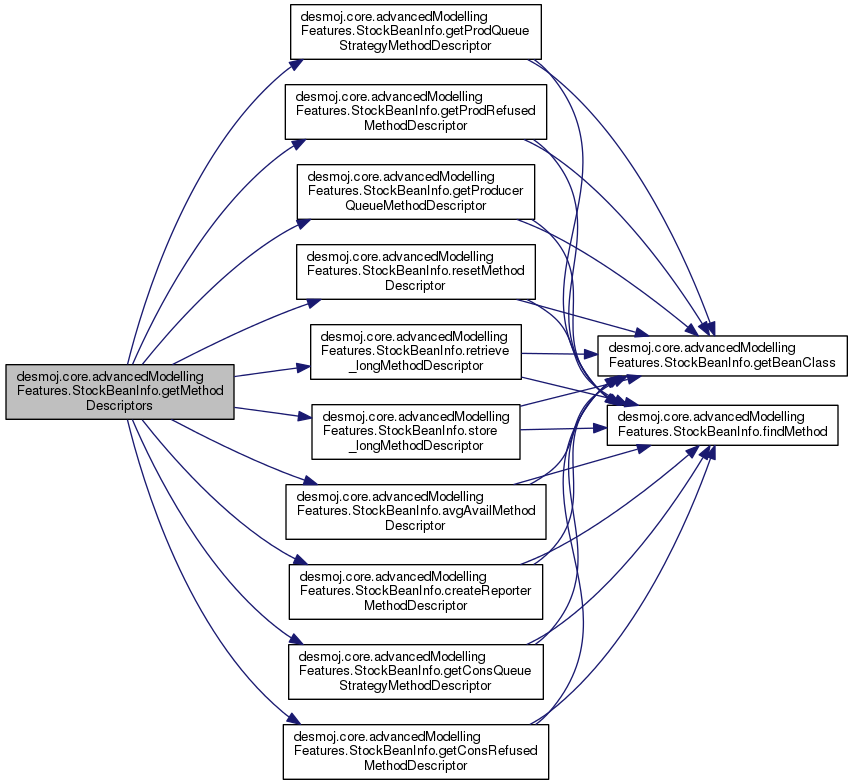 desmoj.core.advancedModelling
Features.StockBeanInfo.getMethod
Descriptors
desmoj.core.advancedModelling
Features.StockBeanInfo.getProdQueue
StrategyMethodDescriptor
desmoj.core.advancedModelling
Features.StockBeanInfo.getProdRefused
MethodDescriptor
desmoj.core.advancedModelling
Features.StockBeanInfo.getProducer
QueueMethodDescriptor
desmoj.core.advancedModelling
Features.StockBeanInfo.resetMethod
Descriptor
desmoj.core.advancedModelling
Features.StockBeanInfo.retrieve
_longMethodDescriptor
desmoj.core.advancedModelling
Features.StockBeanInfo.store
_longMethodDescriptor
desmoj.core.advancedModelling
Features.StockBeanInfo.avgAvailMethod
Descriptor
desmoj.core.advancedModelling
Features.StockBeanInfo.createReporter
MethodDescriptor
desmoj.core.advancedModelling
Features.StockBeanInfo.getConsQueue
StrategyMethodDescriptor
desmoj.core.advancedModelling
Features.StockBeanInfo.getConsRefused
MethodDescriptor
desmoj.core.advancedModelling
Features.StockBeanInfo.getBeanClass
desmoj.core.advancedModelling
Features.StockBeanInfo.findMethod